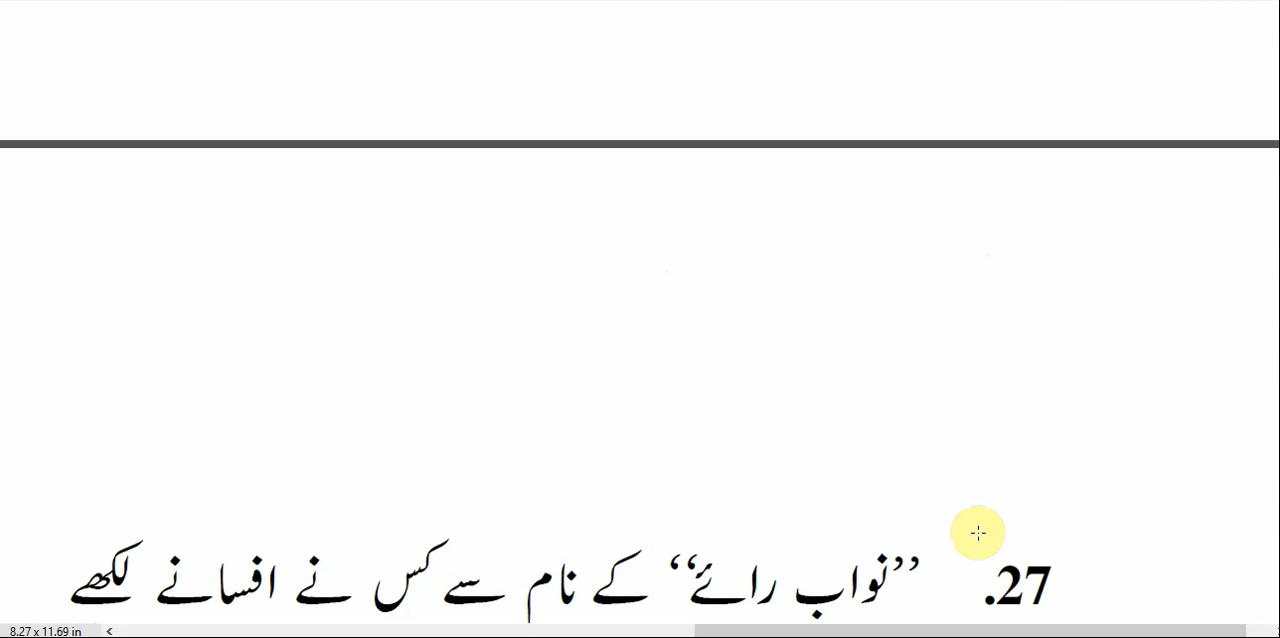 27. ’’نواب رائے‘‘ کے نام سے کس نے افسانے لکھے
8.27 x 11.69 in